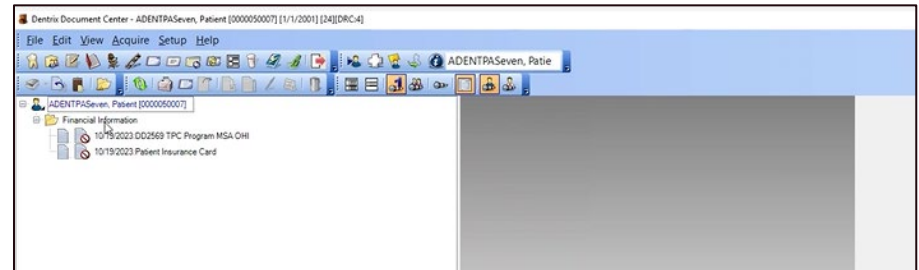 Dentrix Document Center - ADENTPASeven, Patient [0000050007] [1/1/2001] [24][DRC:4]
File Edit View Acquire Setup Help
ADENTPASeven, Patie
ADENTPASeven, Patient [0000050007]
Financial Information
10/19/2023 DD2569 TPC Program MSA OHI
10/19/2023 Patient Insurance Card